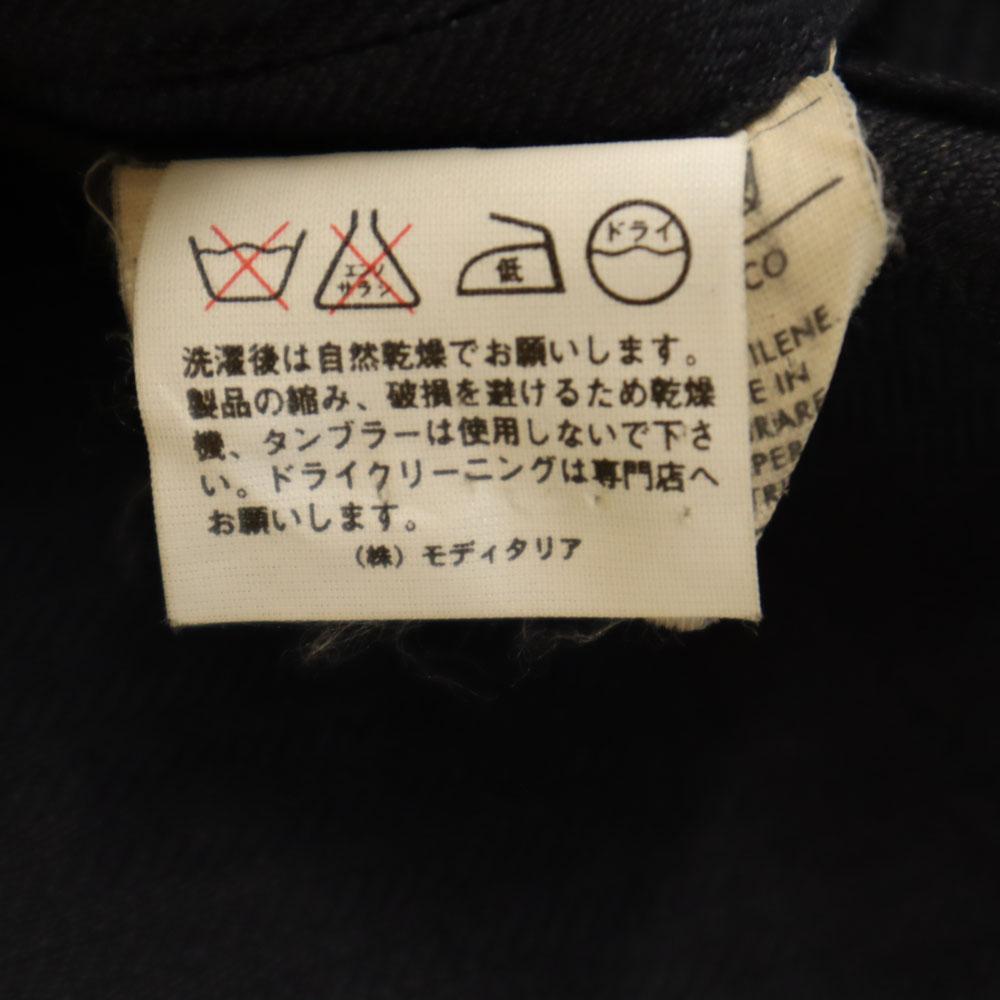 エンソ
サラシ
低
ドライ
洗濯後は自然乾燥でお願いします。
製品の縮み、破損を避けるため乾燥
機、タンブラーは使用しないで下さ
い。ドライクリーニングは専門店へ
お願いします。
（株）モディタリア
CO
ILENE.
E IN